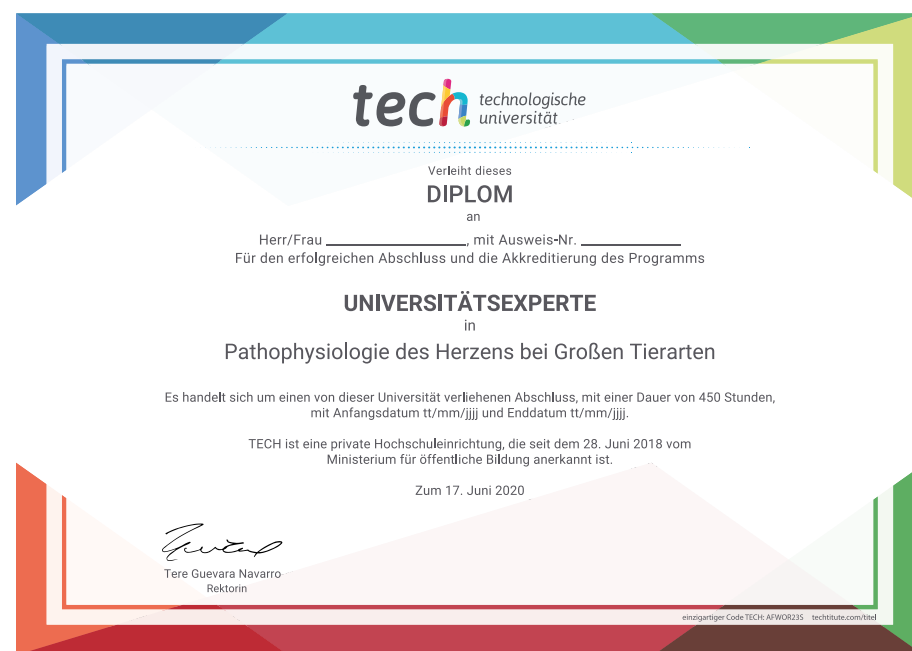 tech technologische
universität
Verleiht dieses
DIPLOM
an
Herr/Frau ____________________, mit Ausweis-Nr. ______________
Für den erfolgreichen Abschluss und die Akkreditierung des Programms
UNIVERSITÄTSEXPERTE
in
Pathophysiologie des Herzens bei Großen Tierarten
Es handelt sich um einen von dieser Universität verliehenen Abschluss, mit einer Dauer von 450 Stunden,
mit Anfangsdatum tt/mm/jjjj und Enddatum tt/mm/jjjj.
TECH ist eine private Hochschuleinrichtung, die seit dem 28. Juni 2018 vom
Ministerium für öffentliche Bildung anerkannt ist.
Zum 17. Juni 2020
Tere Guevara Navarro
Rektorin
einzigartiger Code TECH: AFWOR23S techtitute.com/titel